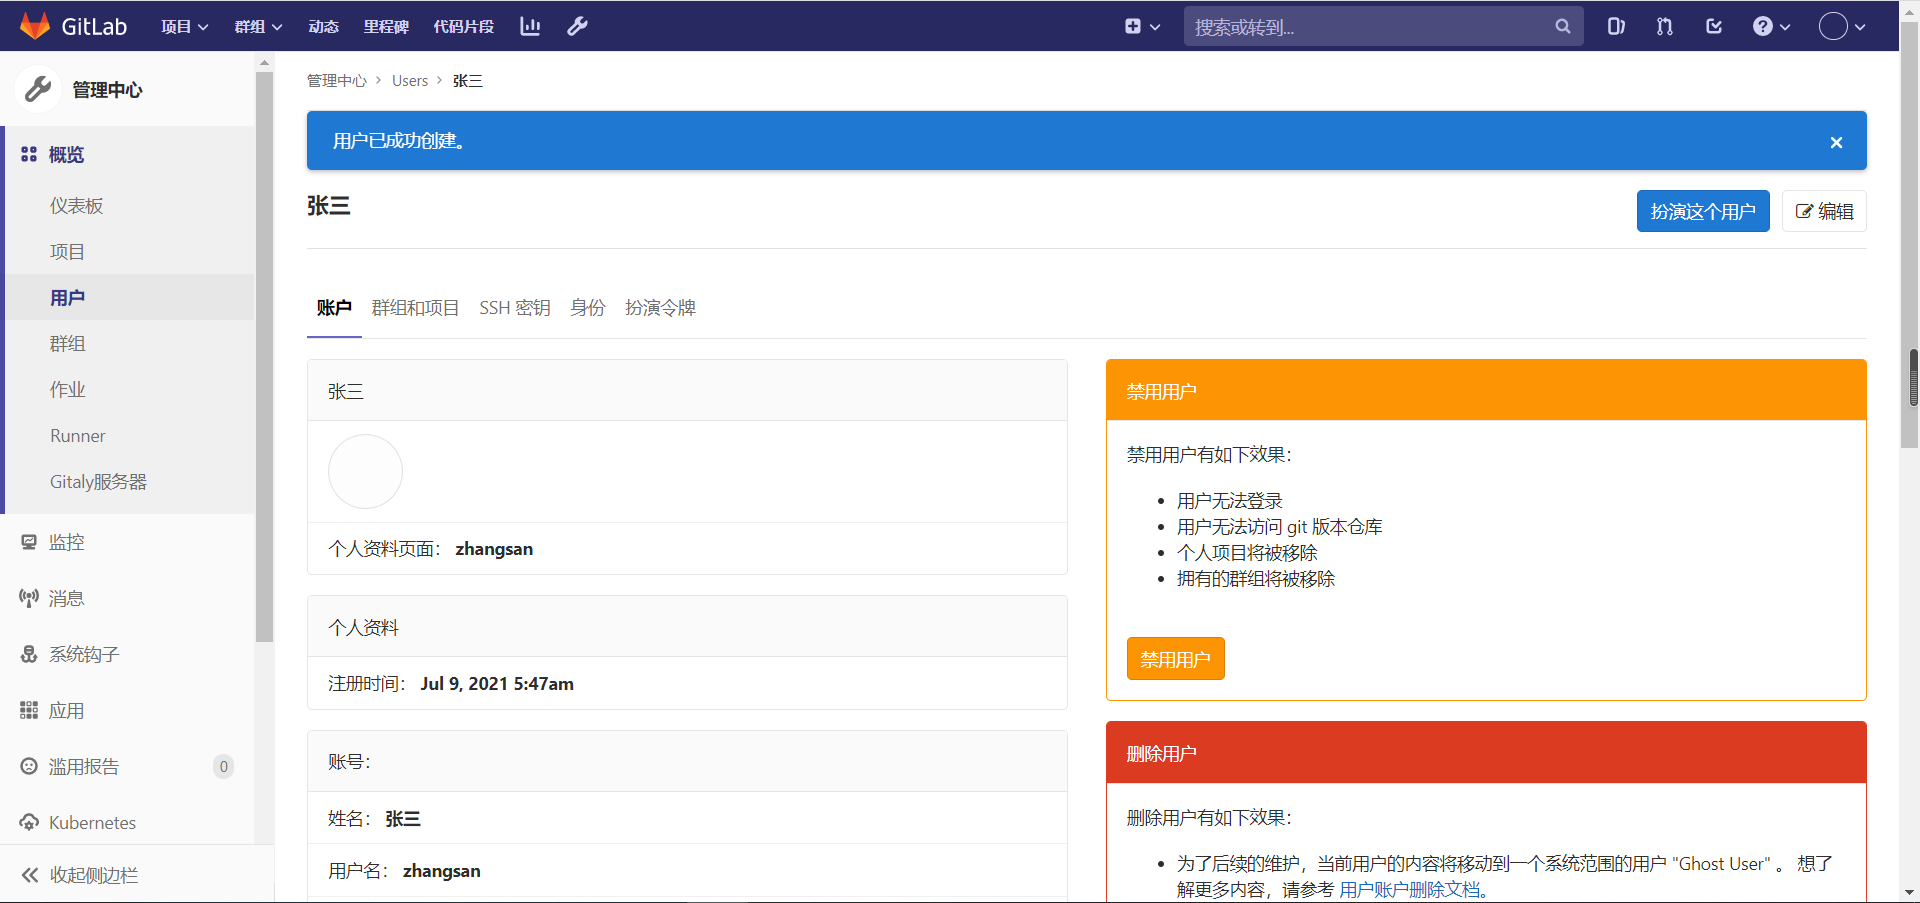 GitLab 项目 群组 动态 里程碑 代码片段 搜索或转到...
管理中心
概览
仪表板
项目
用户
群组
作业
Runner
Gitaly服务器
监控
消息
系统钩子
应用
滥用报告 0
Kubernetes
收起侧边栏
管理中心 > Users > 张三
用户已成功创建。
张三
扮演这个用户 编辑
账户 群组和项目 SSH 密钥 身份 扮演令牌
张三
个人资料页面： zhangsan
个人资料
注册时间： Jul 9, 2021 5:47am
账号：
姓名： 张三
用户名： zhangsan
禁用用户
禁用用户有如下效果：
• 用户无法登录
• 用户无法访问 git 版本仓库
• 个人项目将被移除
• 拥有的群组将被移除
禁用用户
删除用户
删除用户有如下效果：
• 为了后续的维护，当前用户的内容将移动到一个系统范围的用户 "Ghost User" 。 想了
解更多内容，请参考 用户账户删除文档。